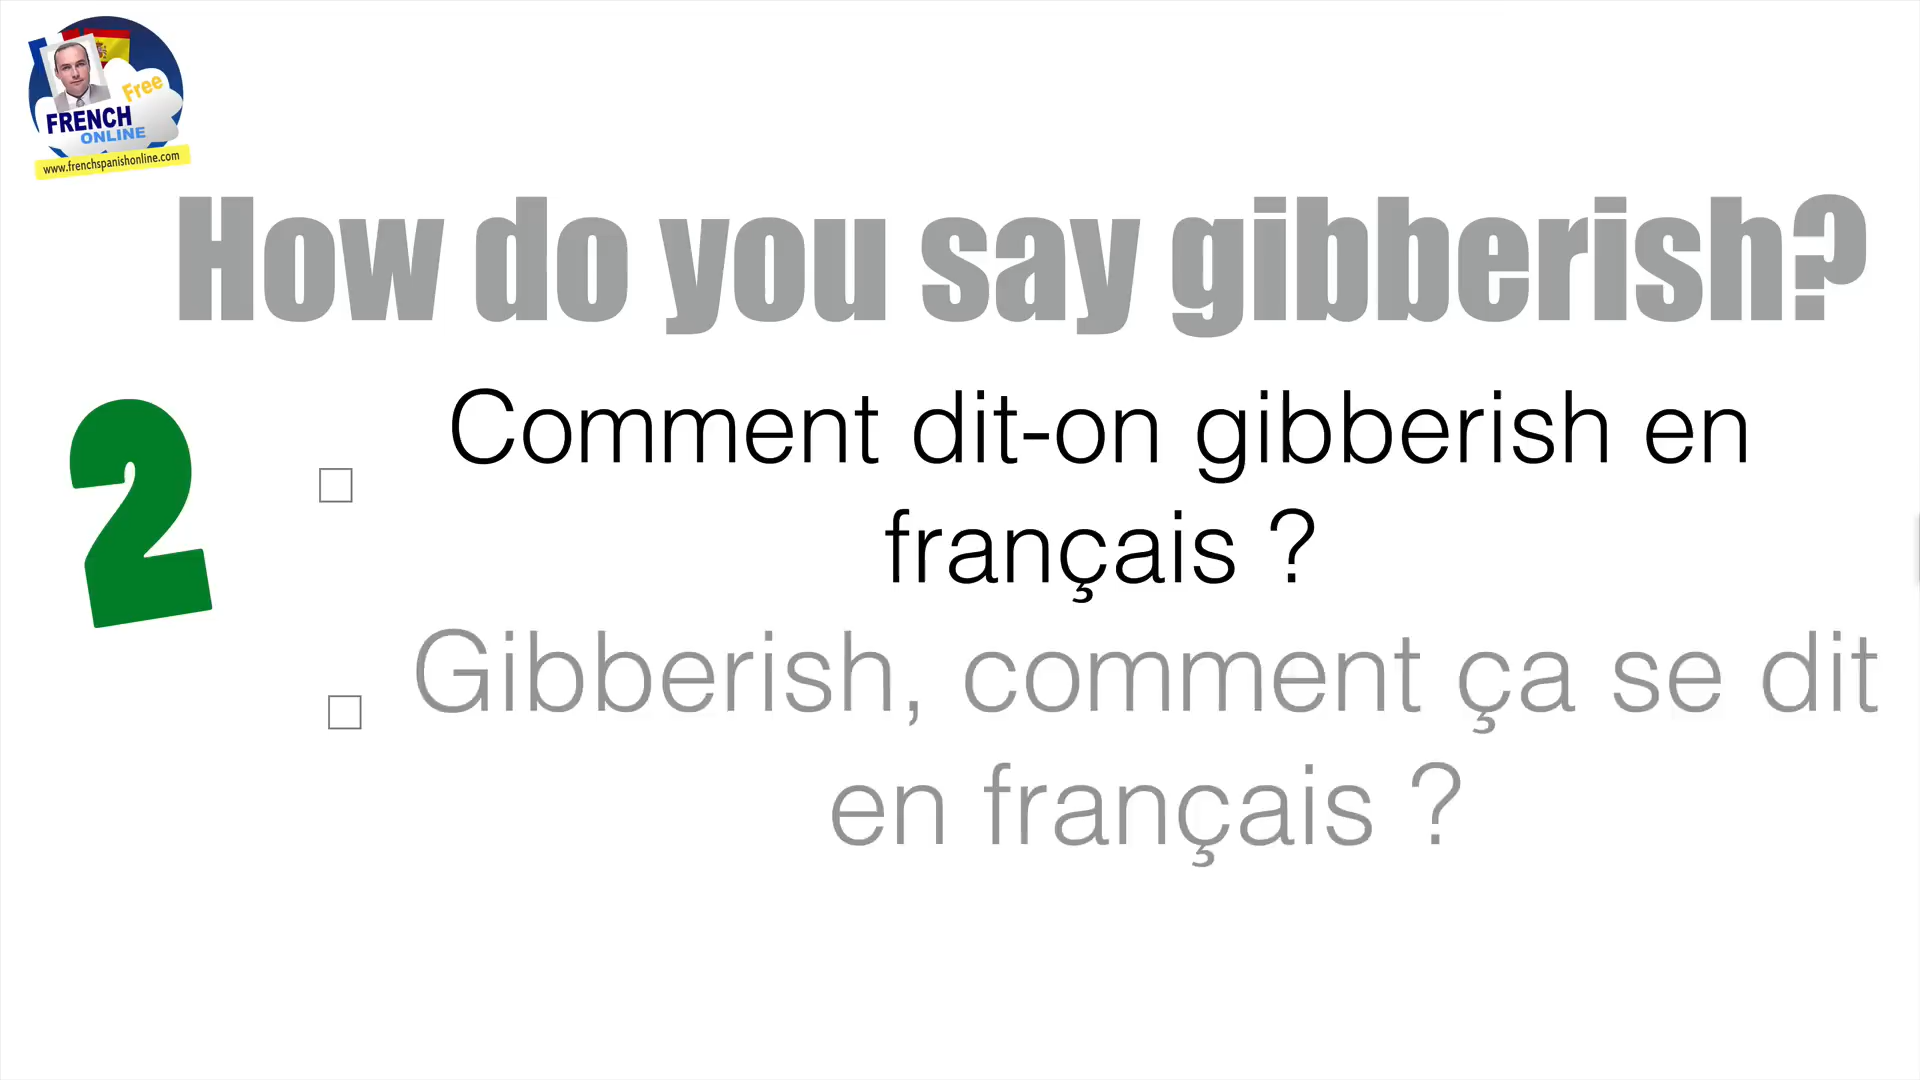 Free
FRENCH
ONLINE
www.frenchspanishonline.com
How do you say gibberish?
2
Comment dit-on gibberish en
français ?
Gibberish, comment ça se dit
en français ?